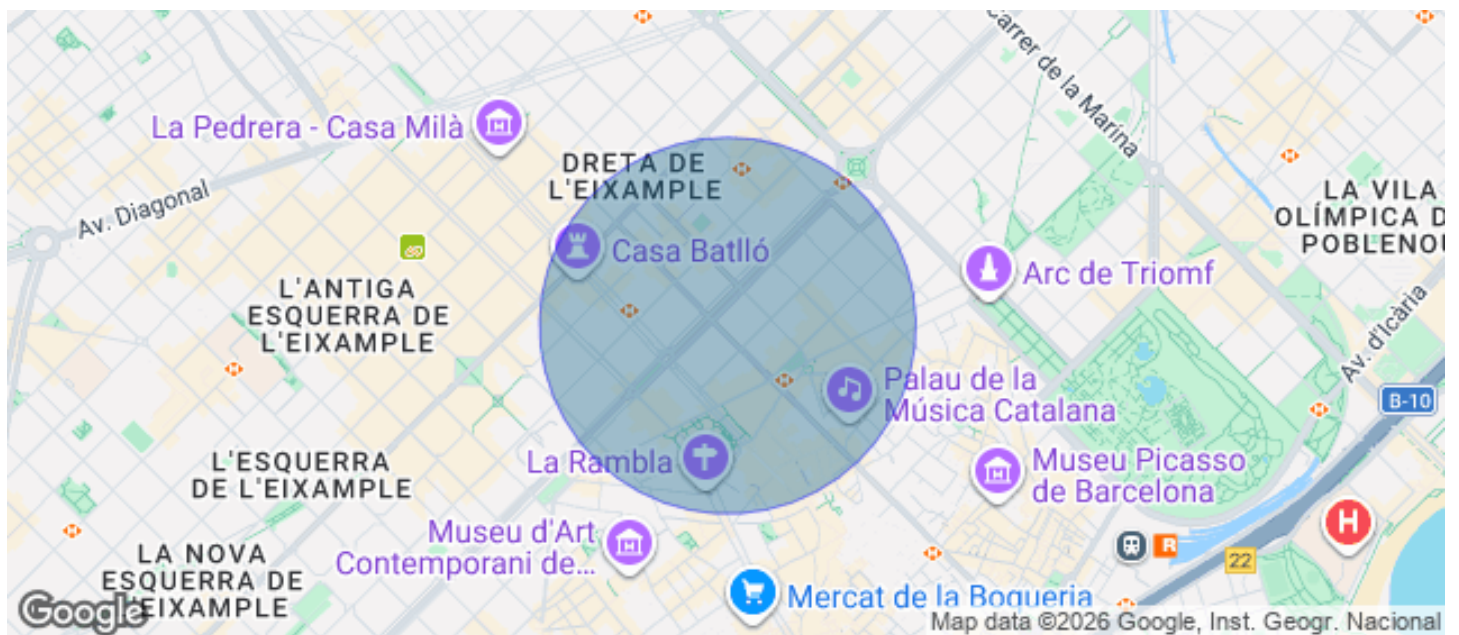 Carrer de la Marina
La Pedrera - Casa Milà
DRETA DE
L'EIXAMPLE
Av. Diagonal
LA VILA
OLÍMPICA D
POBLENOU
Casa Batlló
Arc de Triomf
L'ANTIGA
ESQUERRA DE
L'EIXAMPLE
Av. d'Icària
Palau de la
Música Catalana
B-10
L'ESQUERRA
DE L'EIXAMPLE
La Rambla
Museu Picasso
de Barcelona
H
Museu d'Art
Contemporani de...
R
22
LA NOVA
ESQUERRA DE
L'EIXAMPLE
Mercat de la Boqueria
Google
Map data ©2026 Google, Inst. Geogr. Nacional